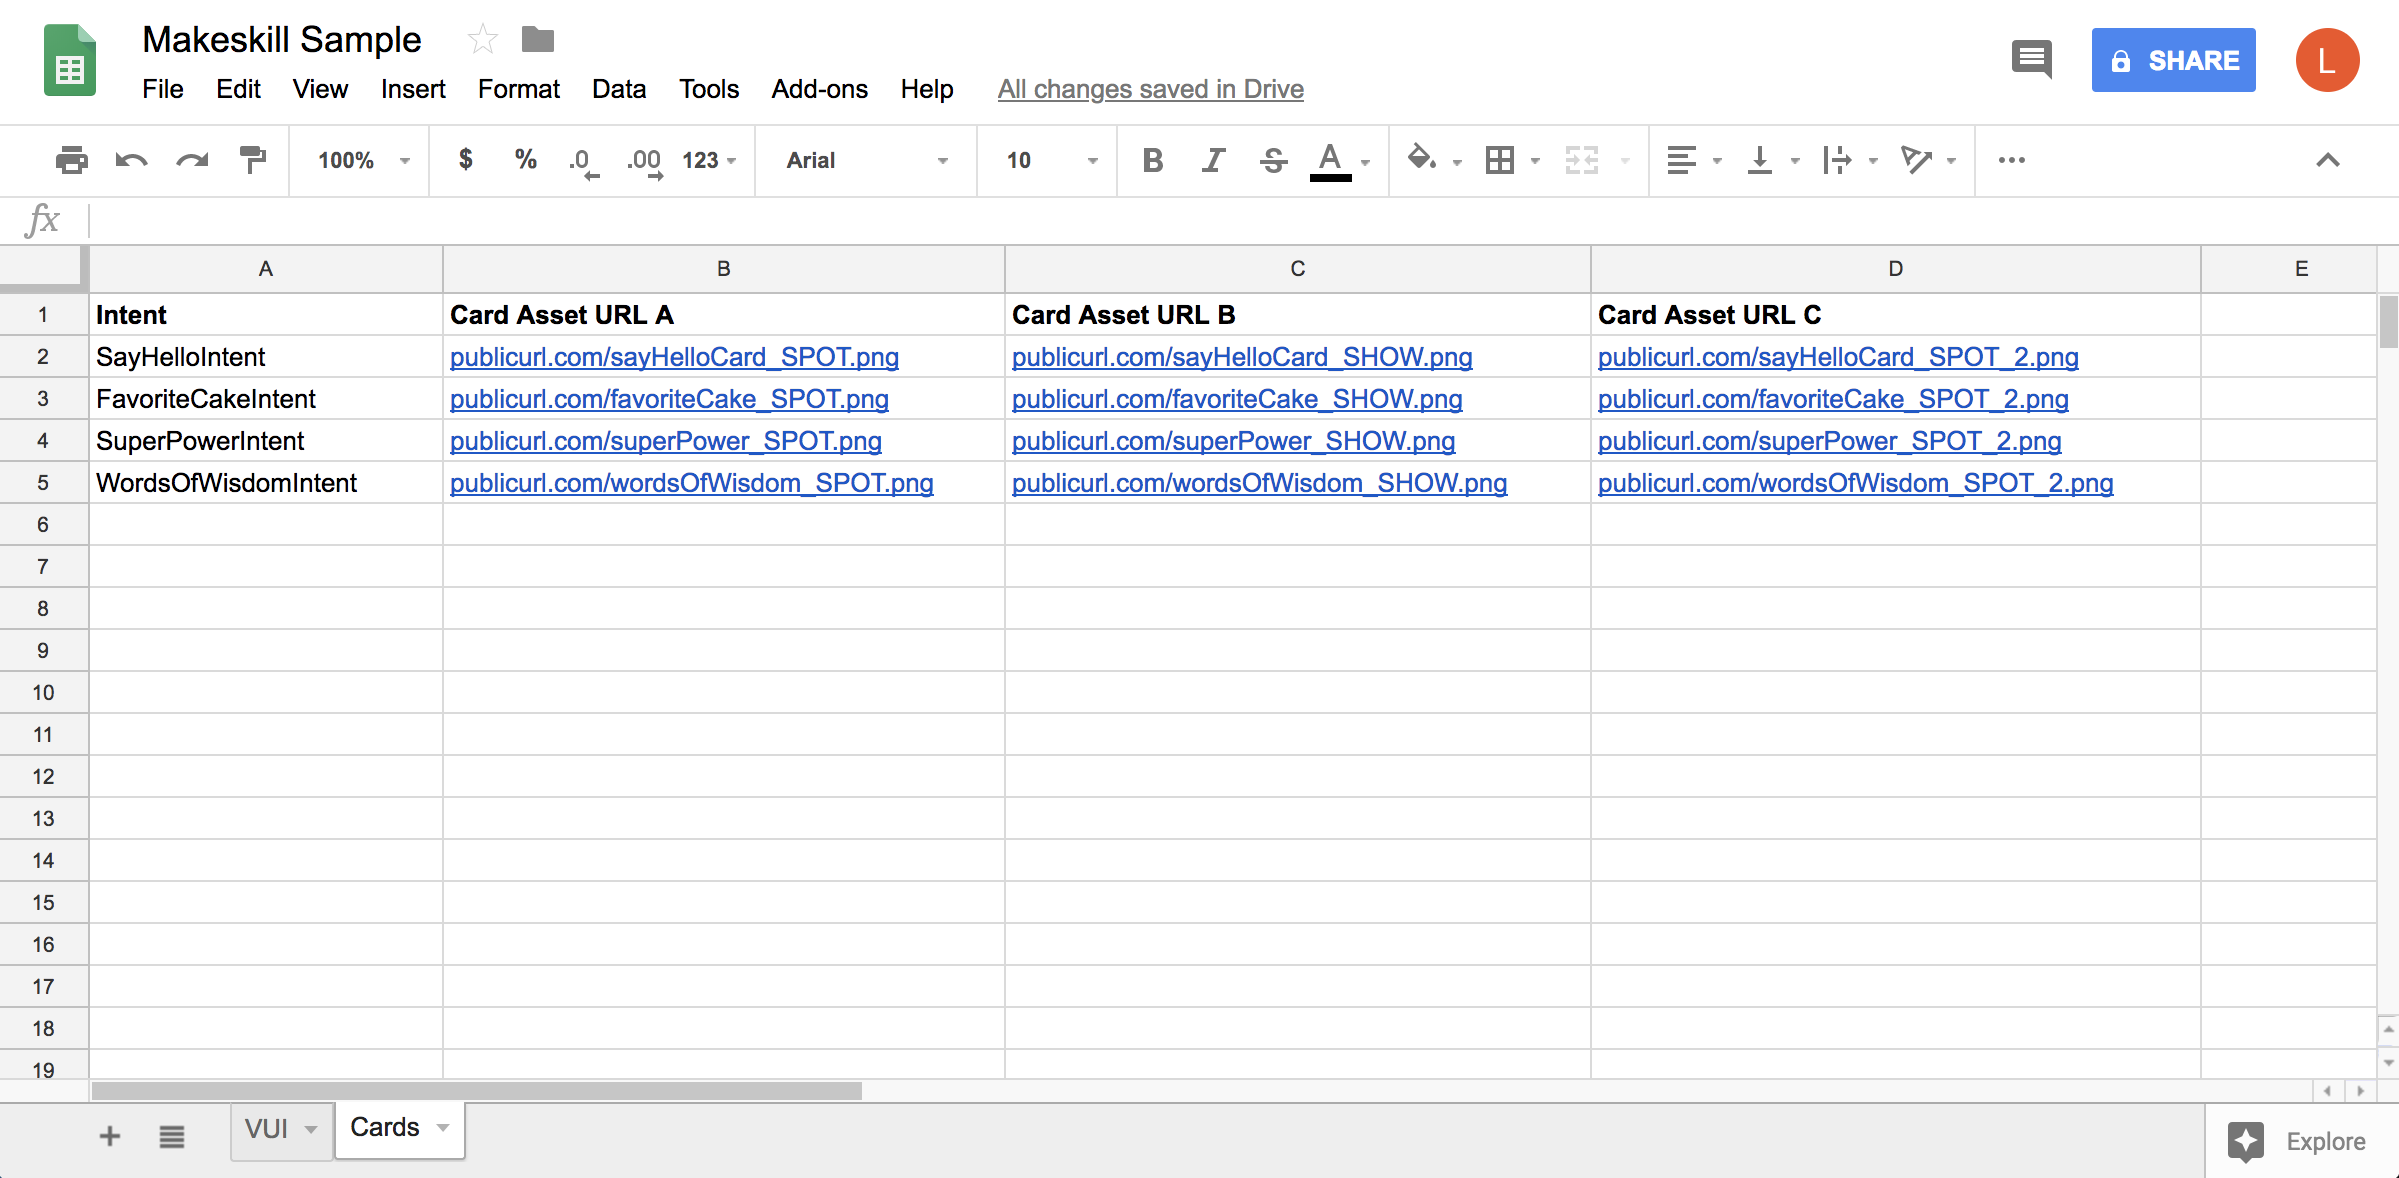 Makeskill Sample
File Edit View Insert Format Data Tools Add-ons Help All changes saved in Drive
SHARE
L
100% $ % .0 .00 123 Arial 10 B I S A
fx
A B C D E
1 Intent Card Asset URL A Card Asset URL B Card Asset URL C
2 SayHelloIntent publicurl.com/sayHelloCard_SPOT.png publicurl.com/sayHelloCard_SHOW.png publicurl.com/sayHelloCard_SPOT_2.png
3 FavoriteCakeIntent publicurl.com/favoriteCake_SPOT.png publicurl.com/favoriteCake_SHOW.png publicurl.com/favoriteCake_SPOT_2.png
4 SuperPowerIntent publicurl.com/superPower_SPOT.png publicurl.com/superPower_SHOW.png publicurl.com/superPower_SPOT_2.png
5 WordsOfWisdomIntent publicurl.com/wordsOfWisdom_SPOT.png publicurl.com/wordsOfWisdom_SHOW.png publicurl.com/wordsOfWisdom_SPOT_2.png
6
7
8
9
10
11
12
13
14
15
16
17
18
19
VUI Cards Explore